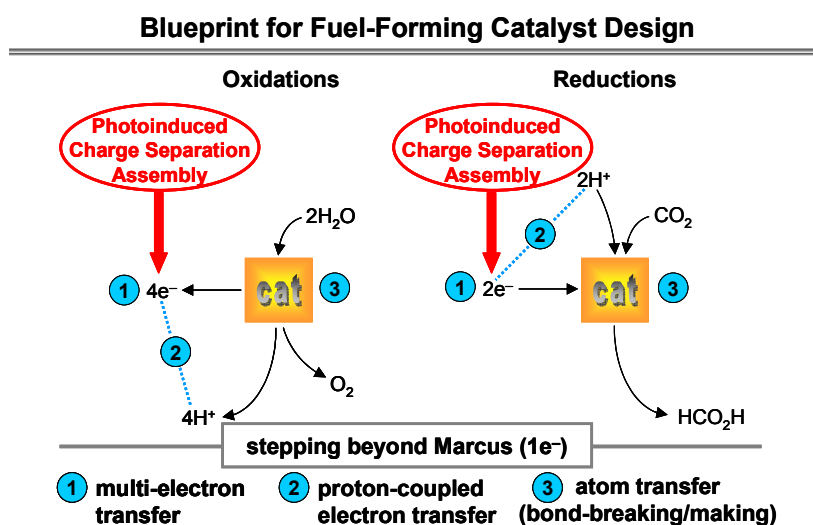 Blueprint for Fuel-Forming Catalyst Design
Oxidations
Reductions
Photoinduced
Charge Separation
Assembly
2H₂O
1
4e⁻
cat
3
2
O₂
4H⁺
Photoinduced
Charge Separation
Assembly
2H⁺
CO₂
2
1
2e⁻
cat
3
HCO₂H
stepping beyond Marcus (1e⁻)
1 multi-electron
transfer
2 proton-coupled
electron transfer
3 atom transfer
(bond-breaking/making)